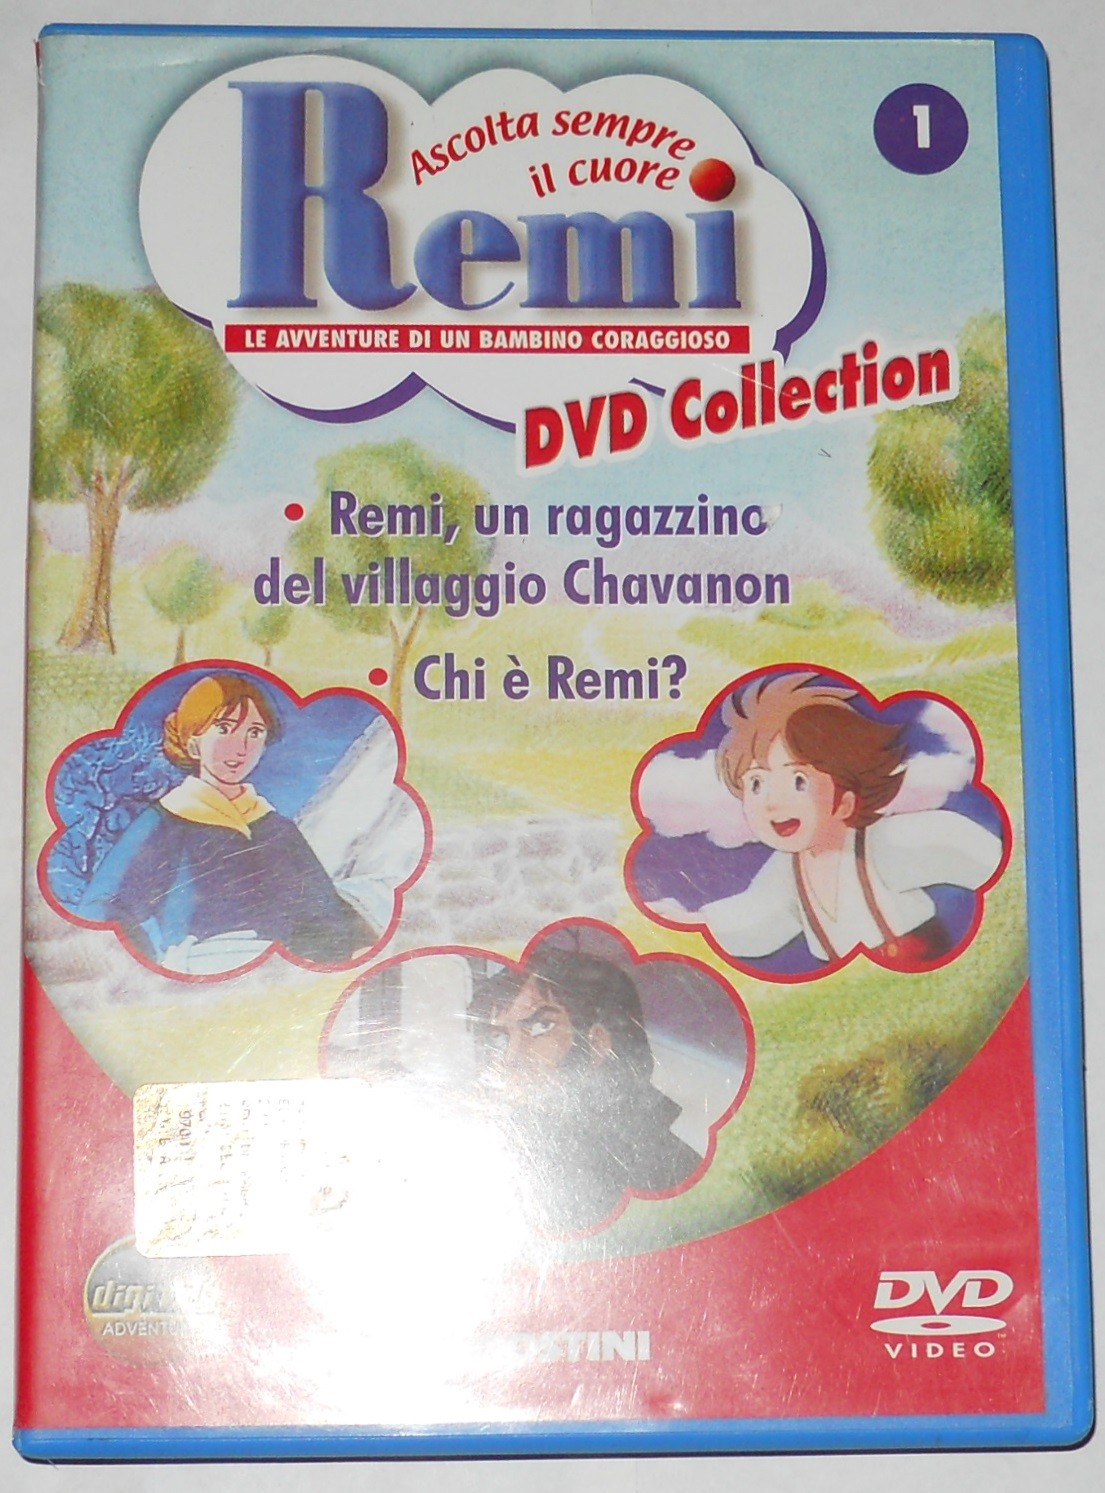 1
Ascolta sempre
il cuore
Remi
LE AVVENTURE DI UN BAMBINO CORAGGIOSO
DVD Collection
• Remi, un ragazzino
del villaggio Chavanon
• Chi è Remi?
DVD
VIDEO